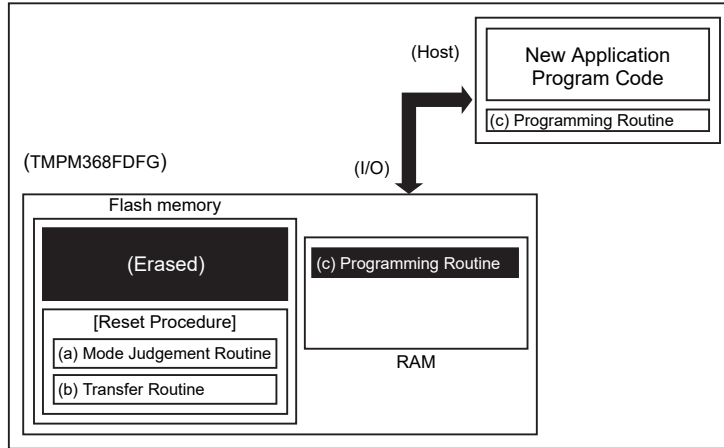 (Host)
New Application
Program Code
(c) Programming Routine
(TMPM368FDFG)
(I/O)
Flash memory
(Erased)
[Reset Procedure]
(a) Mode Judgement Routine
(b) Transfer Routine
(c) Programming Routine
RAM